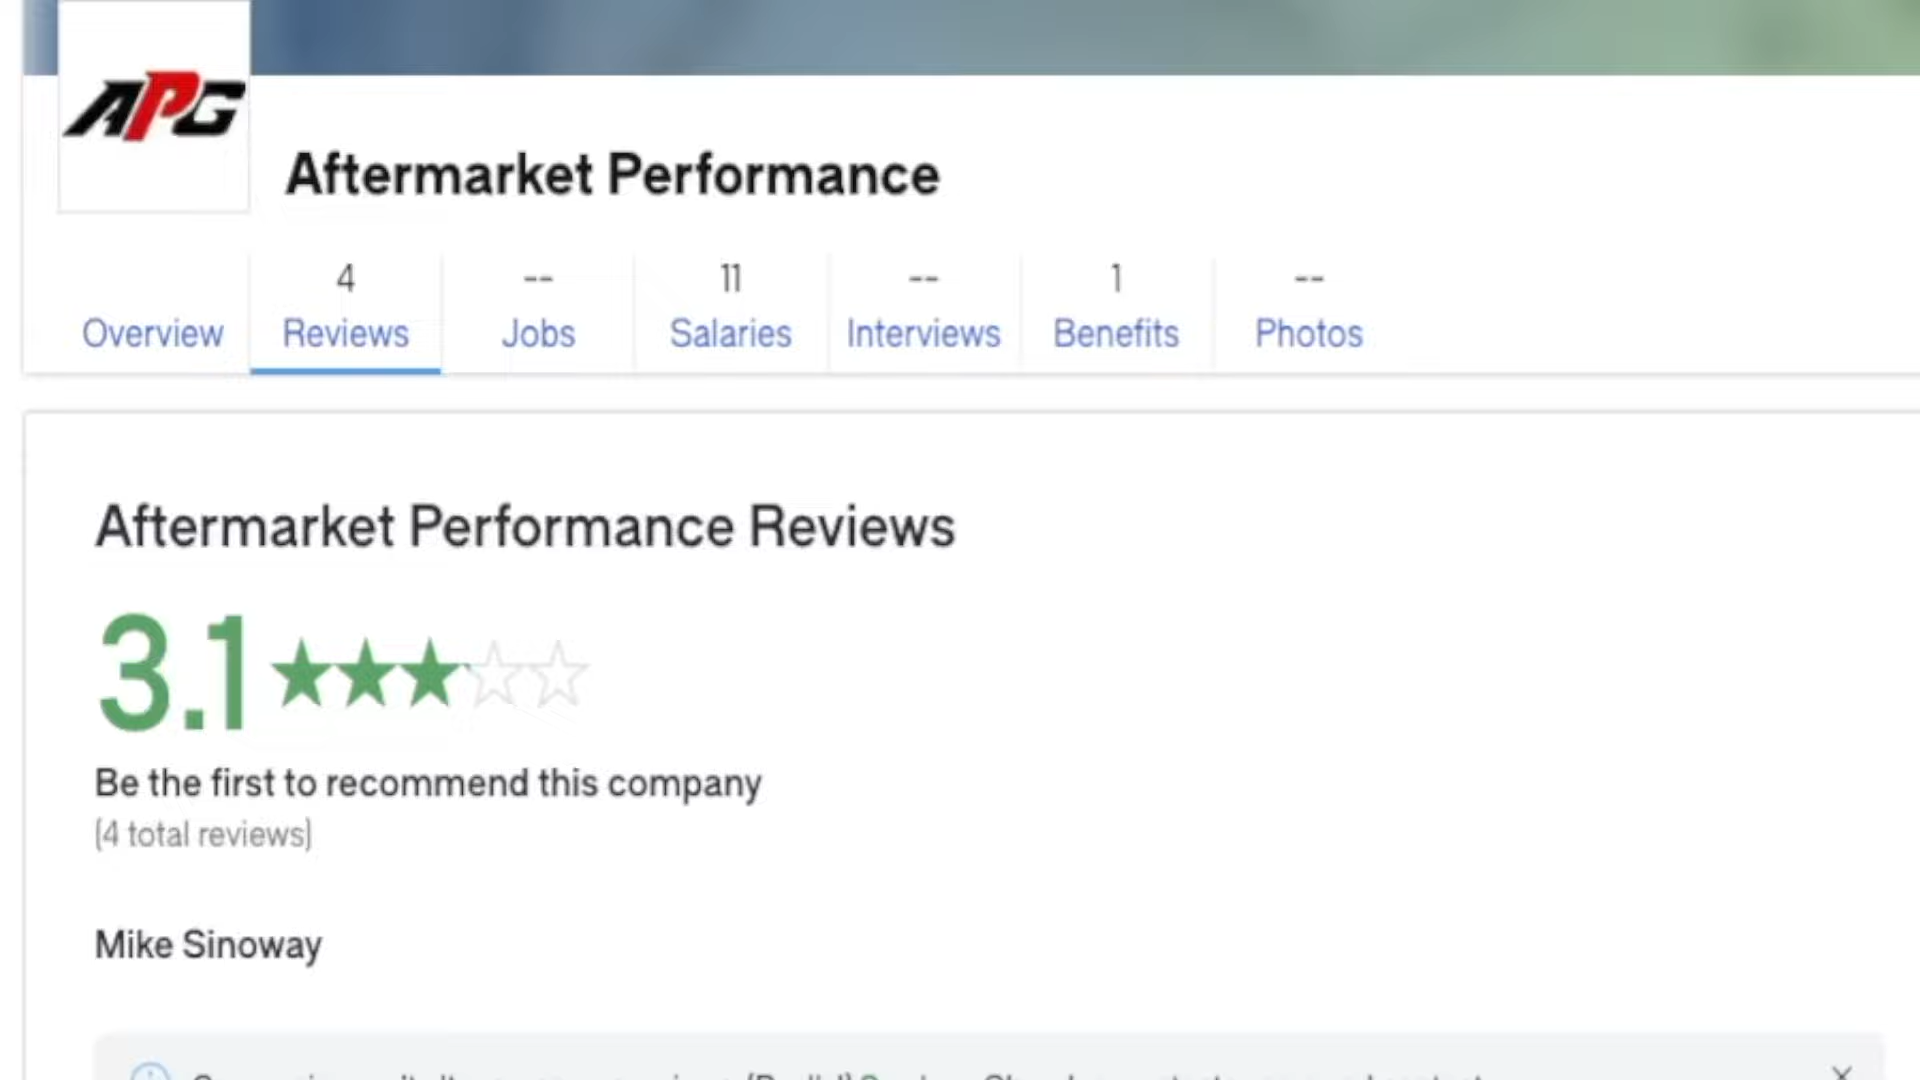 APG
Aftermarket Performance
4 -- 11 -- 1 --
Overview Reviews Jobs Salaries Interviews Benefits Photos
Aftermarket Performance Reviews
3.1
Be the first to recommend this company
(4 total reviews)
Mike Sinoway